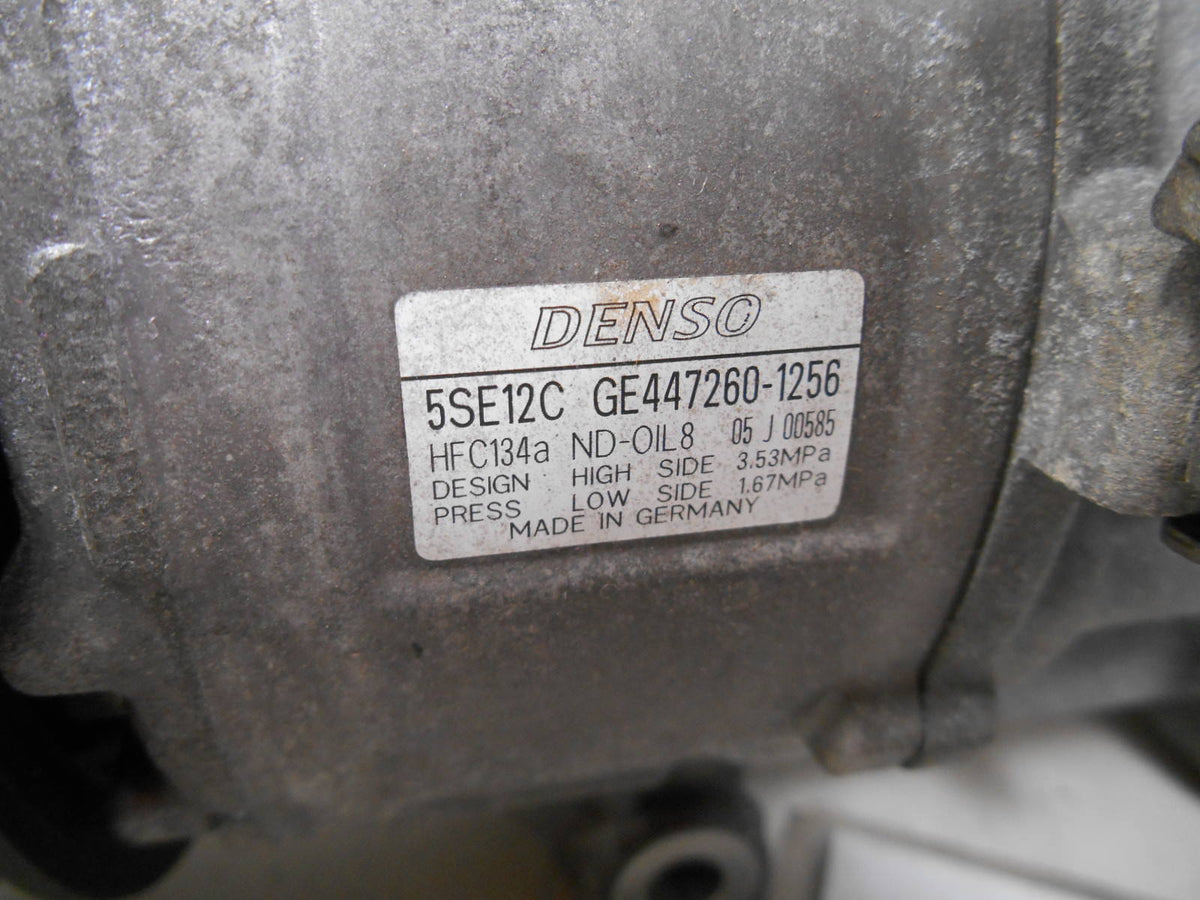 DENSO
5SE12C GE447260-1256
HFC134a ND-OIL8 05 J 00585
DESIGN HIGH SIDE 3.53MPa
PRESS LOW SIDE 1.67MPa
MADE IN GERMANY